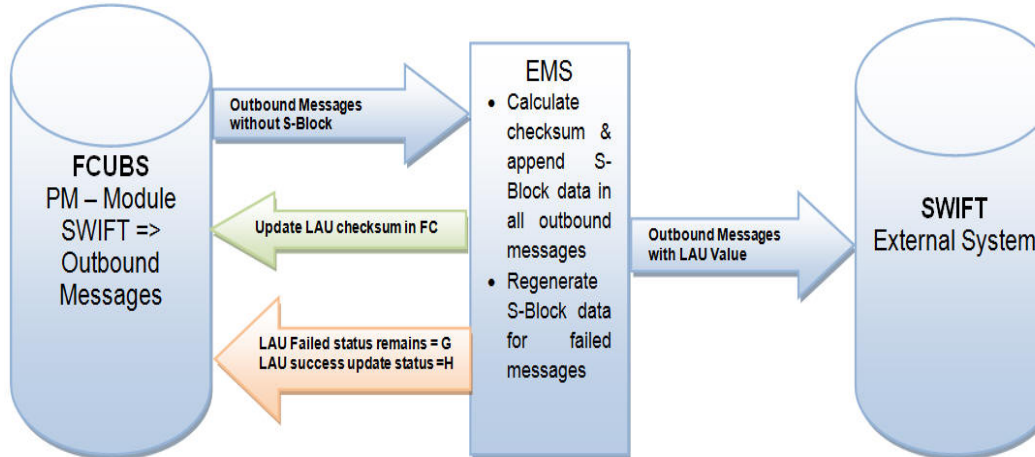 FCUBS
PM – Module
SWIFT =>
Outbound
Messages
Outbound Messages
without S-Block
Update LAU checksum in FC
LAU Failed status remains = G
LAU success update status =H
EMS
• Calculate
checksum &
append S-
Block data in
all outbound
messages
• Regenerate
S-Block data
for failed
messages
Outbound Messages
with LAU Value
SWIFT
External System